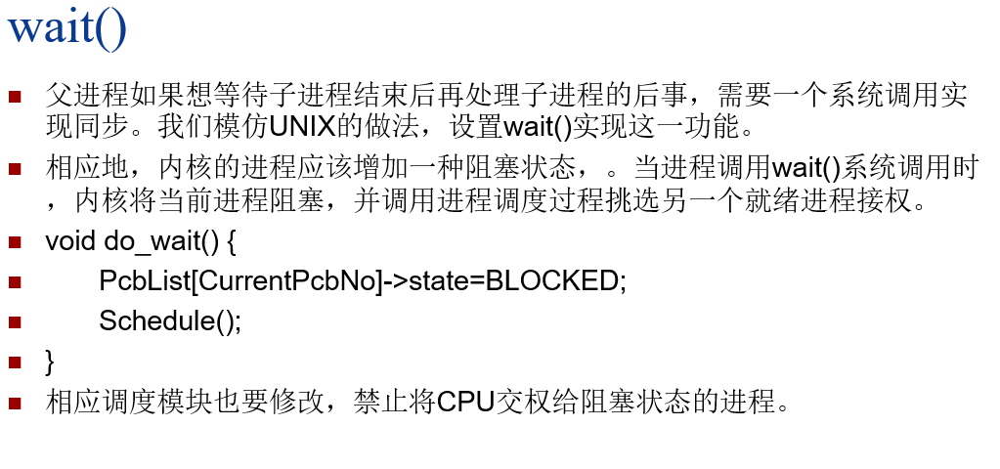 wait()
父进程如果想等待子进程结束后再处理子进程的后事，需要一个系统调用实
现同步。我们模仿UNIX的做法，设置wait()实现这一功能。
相应地，内核的进程应该增加一种阻塞状态，。当进程调用wait()系统调用时
，内核将当前进程阻塞，并调用进程调度过程挑选另一个就绪进程接权。
void do_wait() {
PcbList[CurrentPcbNo]->state=BLOCKED;
Schedule();
}
相应调度模块也要修改，禁止将CPU交权给阻塞状态的进程。